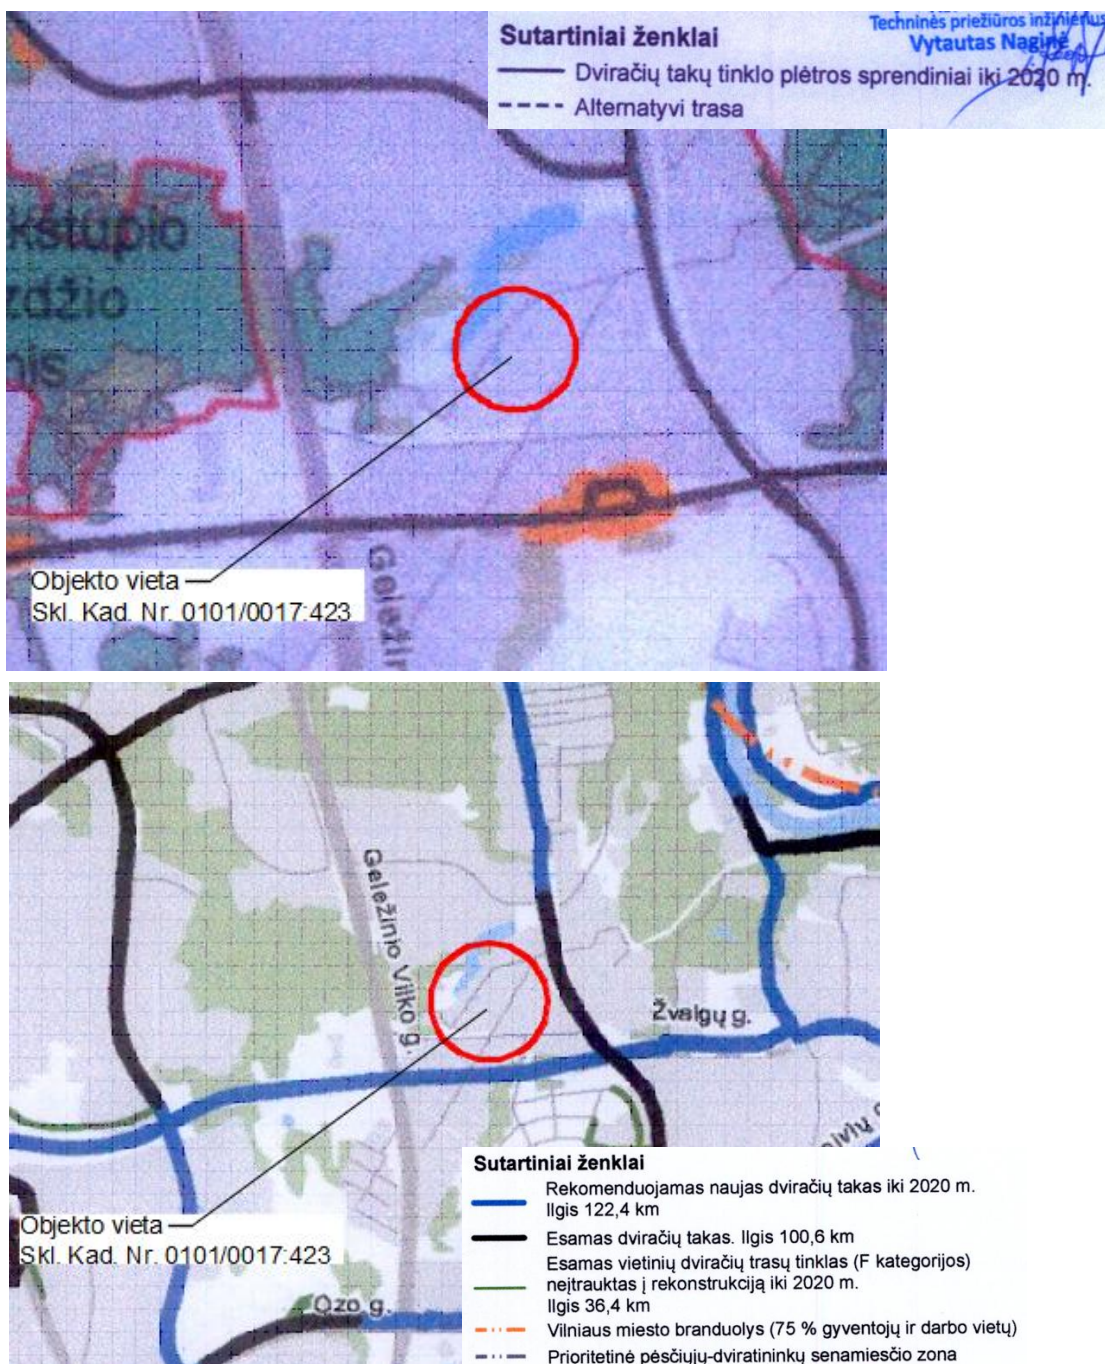 Techninės priežiūros inžinierius
Vytautas Naginė
Sutartiniai ženklai
Dviračių takų tinklo plėtros sprendiniai iki 2020 m.
Alternatyvi trasa
Objekto vieta
Skl. Kad. Nr. 0101/0017:423
Geležinio Vilko g.
Žvalgų g.
Objekto vieta
Skl. Kad. Nr. 0101/0017:423
Ozo g.
Sutartiniai ženklai
Rekomenduojamas naujas dviračių takas iki 2020 m.
Ilgis 122,4 km
Esamas dviračių takas. Ilgis 100,6 km
Esamas vietinių dviračių trasų tinklas (F kategorijos)
neįtrauktas į rekonstrukciją iki 2020 m.
Ilgis 36,4 km
Vilniaus miesto branduolys (75 % gyventojų ir darbo vietų)
Prioritetinė pėsčiųjų-dviratininkų senamiesčio zona